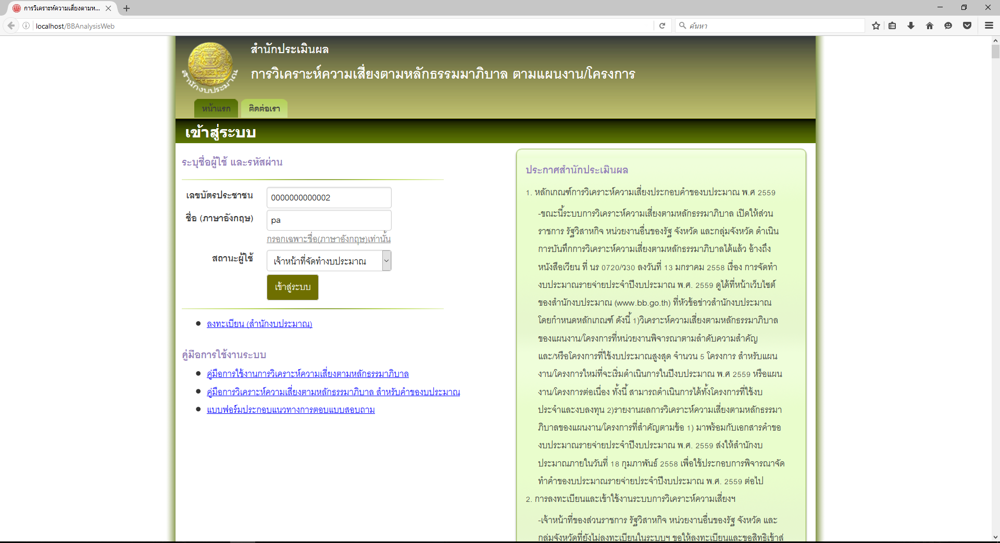 การวิเคราะห์ความเสี่ยงตามห...
localhost/BBAnalysisWeb
ค้นหา
สำนักงบประมาณ
สำนักประเมินผล
การวิเคราะห์ความเสี่ยงตามหลักธรรมมาภิบาล ตามแผนงาน/โครงการ
หน้าแรก
ติดต่อเรา
เข้าสู่ระบบ
ระบุชื่อผู้ใช้ และรหัสผ่าน
เลขบัตรประชาชน
0000000000002
ชื่อ (ภาษาอังกฤษ)
pa
กรอกเฉพาะชื่อ(ภาษาอังกฤษ)เท่านั้น
สถานะผู้ใช้
เจ้าหน้าที่จัดทำงบประมาณ
เข้าสู่ระบบ
ลงทะเบียน (สำนักงบประมาณ)
คู่มือการใช้งานระบบ
คู่มือการใช้งานการวิเคราะห์ความเสี่ยงตามหลักธรรมาภิบาล
คู่มือการวิเคราะห์ความเสี่ยงตามหลักธรรมาภิบาล สำหรับคำของบประมาณ
แบบฟอร์มประกอบแนวทางการตอบแบบสอบถาม
ประกาศสำนักประเมินผล
1. หลักเกณฑ์การวิเคราะห์ความเสี่ยงประกอบคำของบประมาณ พ.ศ 2559
-ขณะนี้ระบบการวิเคราะห์ความเสี่ยงตามหลักธรรมาภิบาล เปิดให้ส่วน
ราชการ รัฐวิสาหกิจ หน่วยงานอื่นของรัฐ จังหวัด และกลุ่มจังหวัด ดำเนิน
การบันทึกการวิเคราะห์ความเสี่ยงตามหลักธรรมาภิบาลได้แล้ว อ้างถึง
หนังสือเวียน ที่ นร 0720/ว30 ลงวันที่ 13 มกราคม 2558 เรื่อง การจัดทำ
งบประมาณรายจ่ายประจำปีงบประมาณ พ.ศ. 2559 ดูได้ที่หน้าเว็บไซต์
ของสำนักงบประมาณ (www.bb.go.th) ที่หัวข้อข่าวสำนักงบประมาณ
โดยกำหนดหลักเกณฑ์ ดังนี้ 1)วิเคราะห์ความเสี่ยงตามหลักธรรมาภิบาล
ของแผนงาน/โครงการที่หน่วยงานพิจารณาตามลำดับความสำคัญ
และ/หรือโครงการที่ใช้งบประมาณสูงสุด จำนวน 5 โครงการ สำหรับแผน
งาน/โครงการใหม่ที่จะเริ่มดำเนินการในปีงบประมาณ พ.ศ 2559 หรือแผน
งาน/โครงการต่อเนื่อง ทั้งนี้ สามารถดำเนินการได้ทั้งโครงการที่ใช้งบ
ประจำและงบลงทุน 2)รายงานผลการวิเคราะห์ความเสี่ยงตามหลักธรรมา
ภิบาลของแผนงาน/โครงการที่สำคัญตามข้อ 1) มาพร้อมกับเอกสารคำขอ
งบประมาณรายจ่ายประจำปีงบประมาณ พ.ศ. 2559 ส่งให้สำนักงบ
ประมาณภายในวันที่ 18 กุมภาพันธ์ 2558 เพื่อใช้ประกอบการพิจารณาจัด
ทำคำของบประมาณรายจ่ายประจำปีงบประมาณ พ.ศ. 2559 ต่อไป
2. การลงทะเบียนและเข้าใช้งานระบบการวิเคราะห์ความเสี่ยงฯ
-เจ้าหน้าที่ของส่วนราชการ รัฐวิสาหกิจ หน่วยงานอื่นของรัฐ จังหวัด และ
กลุ่มจังหวัดที่ยังไม่ลงทะเบียนในระบบฯ ขอให้ลงทะเบียนและขอสิทธิเข้าสู่